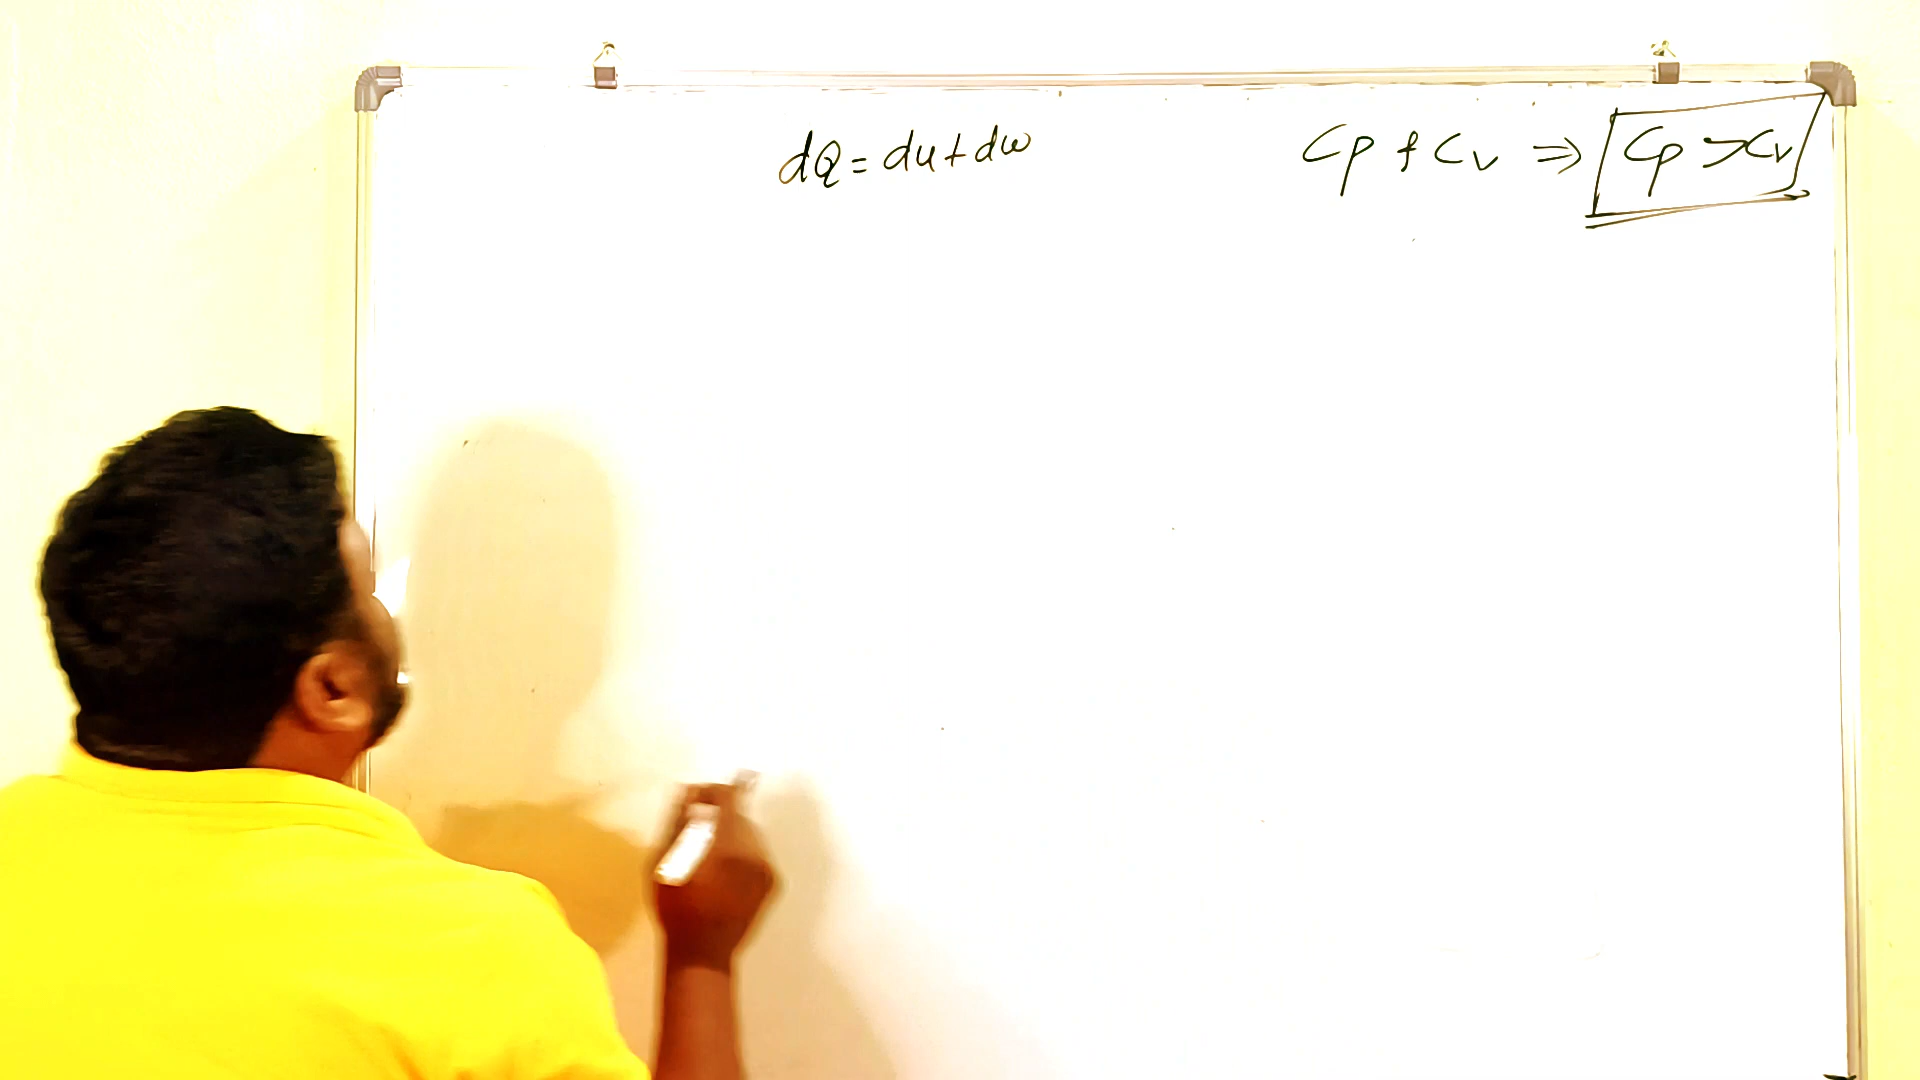 dQ = du + dw
Cp & Cv ⇒ Cp > Cv